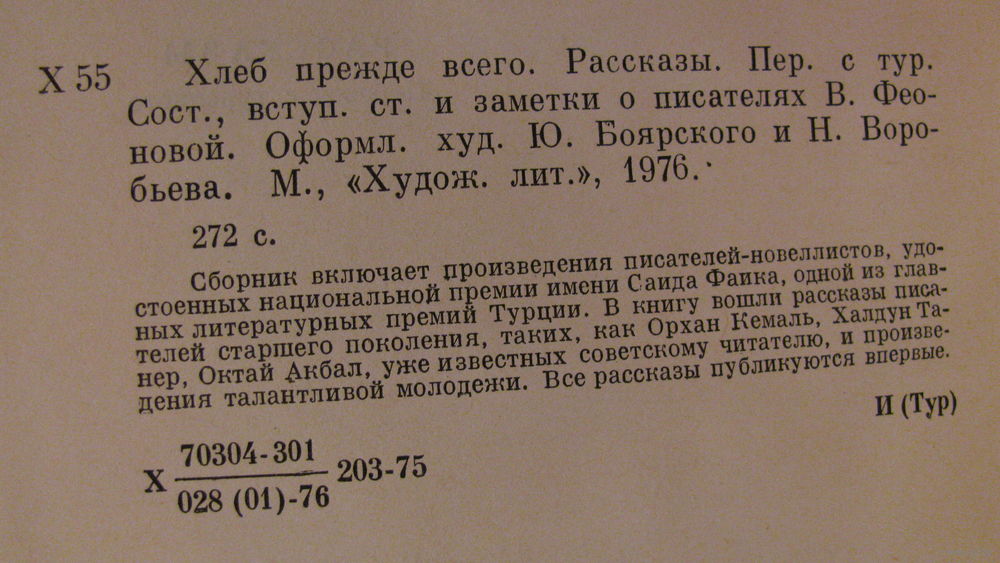 Х 55 Хлеб прежде всего. Рассказы. Пер. с тур.
Сост., вступ. ст. и заметки о писателях В. Фео-
новой. Оформл. худ. Ю. Боярского и Н. Воро-
бьева. М., «Худож. лит.», 1976.
272 с.
Сборник включает произведения писателей-новеллистов, удо-
стоенных национальной премии имени Саида Фаика, одной из глав-
ных литературных премий Турции. В книгу вошли рассказы писа-
телей старшего поколения, таких, как Орхан Кемаль, Халдун Та-
нер, Октай Акбал, уже известных советскому читателю, и произве-
дения талантливой молодежи. Все рассказы публикуются впервые.
И (Тур)
70304-301
Х 203-75
028 (01)-76